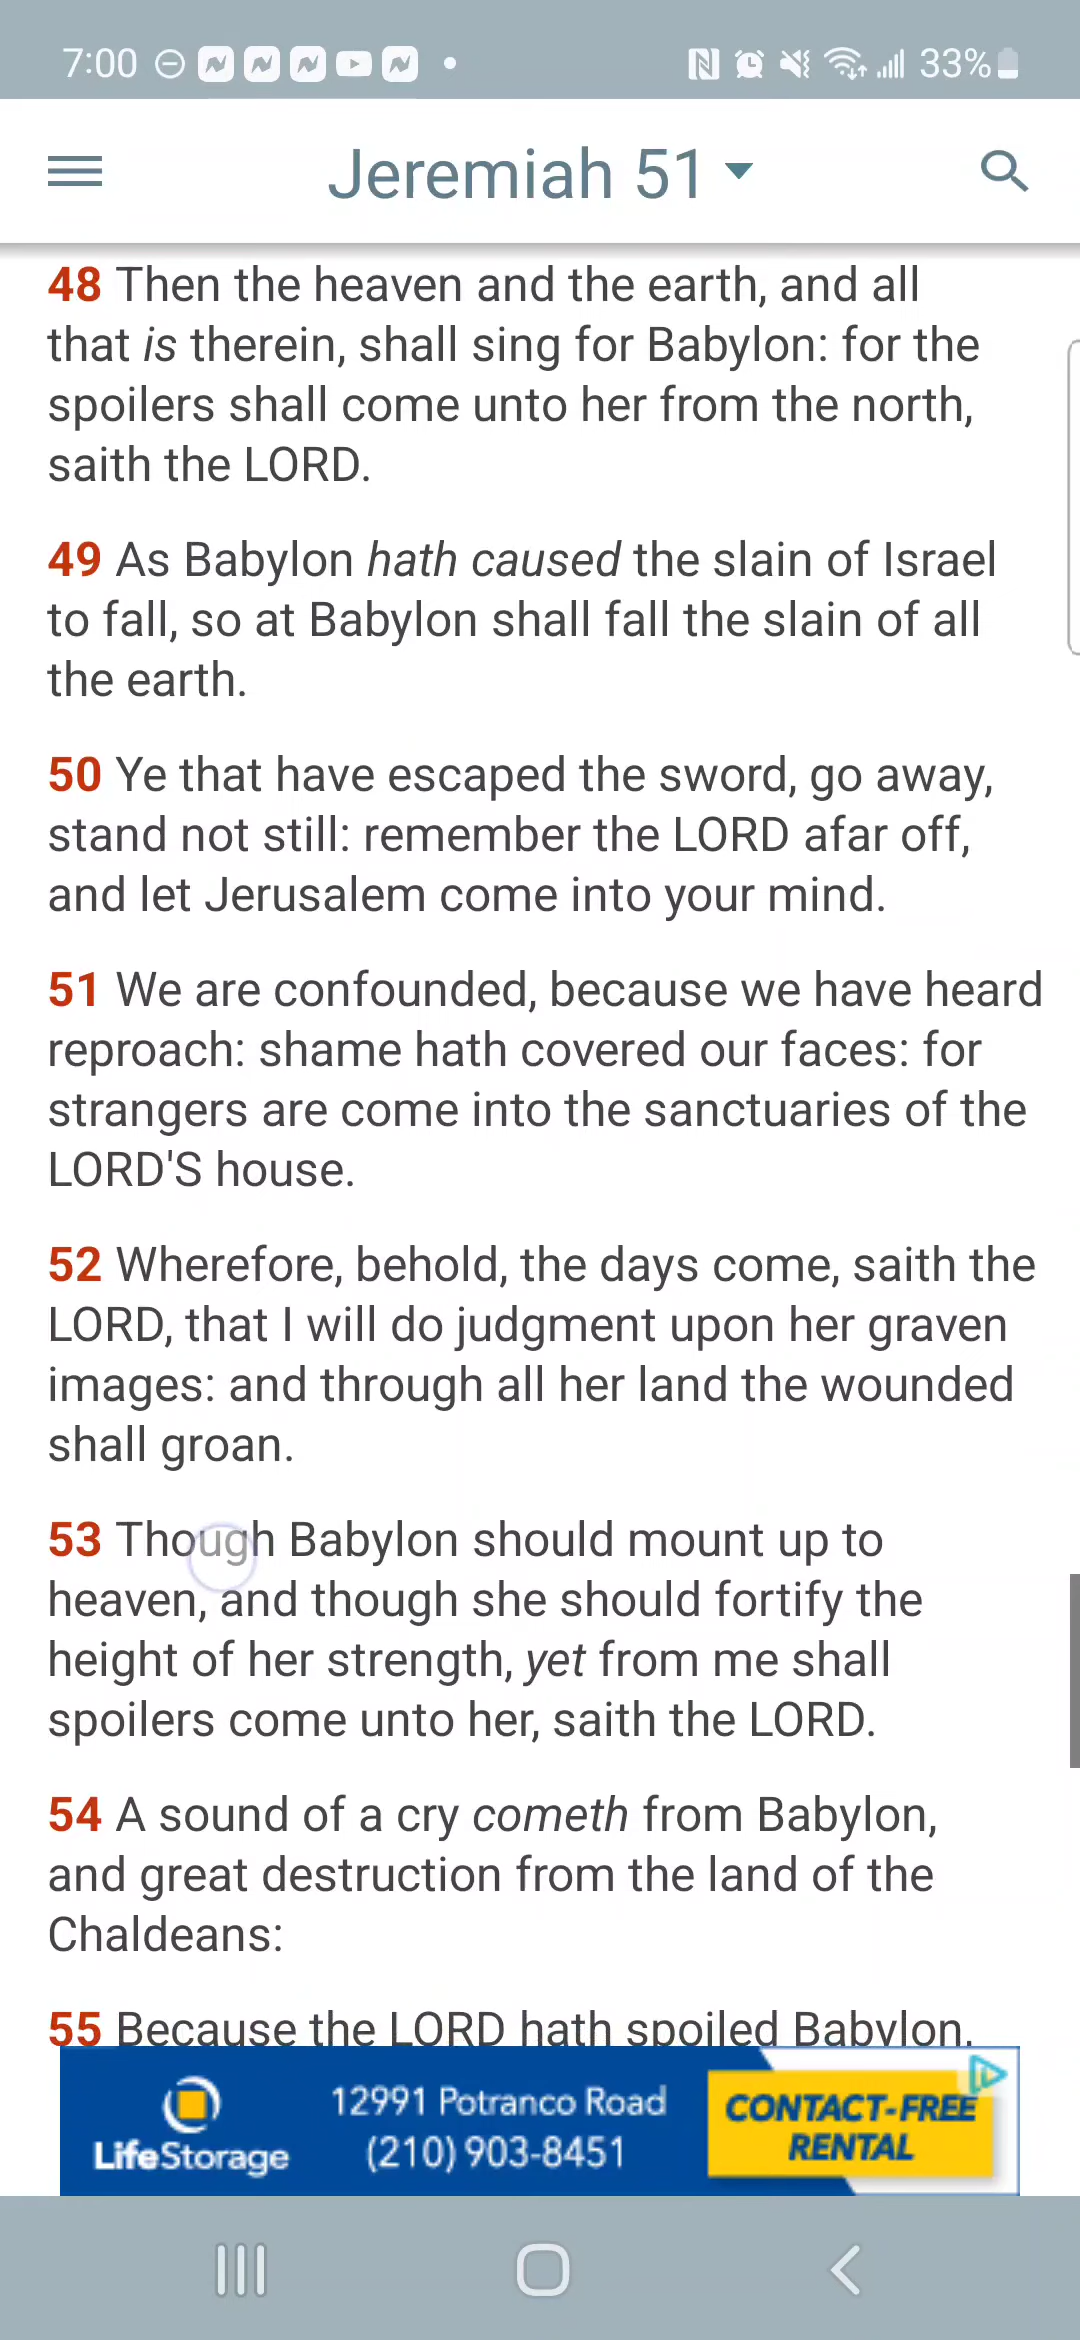 7:00 33%
Jeremiah 51
48 Then the heaven and the earth, and all
that is therein, shall sing for Babylon: for the
spoilers shall come unto her from the north,
saith the LORD.
49 As Babylon hath caused the slain of Israel
to fall, so at Babylon shall fall the slain of all
the earth.
50 Ye that have escaped the sword, go away,
stand not still: remember the LORD afar off,
and let Jerusalem come into your mind.
51 We are confounded, because we have heard
reproach: shame hath covered our faces: for
strangers are come into the sanctuaries of the
LORD'S house.
52 Wherefore, behold, the days come, saith the
LORD, that I will do judgment upon her graven
images: and through all her land the wounded
shall groan.
53 Though Babylon should mount up to
heaven, and though she should fortify the
height of her strength, yet from me shall
spoilers come unto her, saith the LORD.
54 A sound of a cry cometh from Babylon,
and great destruction from the land of the
Chaldeans:
55 Because the LORD hath spoiled Babylon,
LifeStorage
12991 Potranco Road
(210) 903-8451
CONTACT-FREE
RENTAL